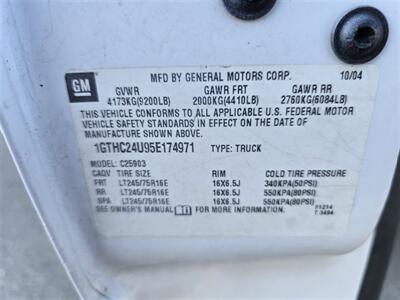 GM
MFD BY GENERAL MOTORS CORP. 10/04
GVWR GAWR FRT GAWR RR
4173KG(9200LB) 2000KG(4410LB) 2760KG(6084LB)
THIS VEHICLE CONFORMS TO ALL APPLICABLE U.S. FEDERAL MOTOR
VEHICLE SAFETY STANDARDS IN EFFECT ON THE DATE OF
MANUFACTURE SHOWN ABOVE.
1GTHC24U95E174971 TYPE: TRUCK
MODEL: C25903
CADV TIRE SIZE RIM COLD TIRE PRESSURE
FRT LT245/75R16E 16X6.5J 340KPA(50PSI)
RR LT245/75R16E 16X6.5J 550KPA(80PSI)
SPA LT245/75R16E 16X6.5J 550KPA(80PSI)
SEE OWNER'S MANUAL FOR MORE INFORMATION.